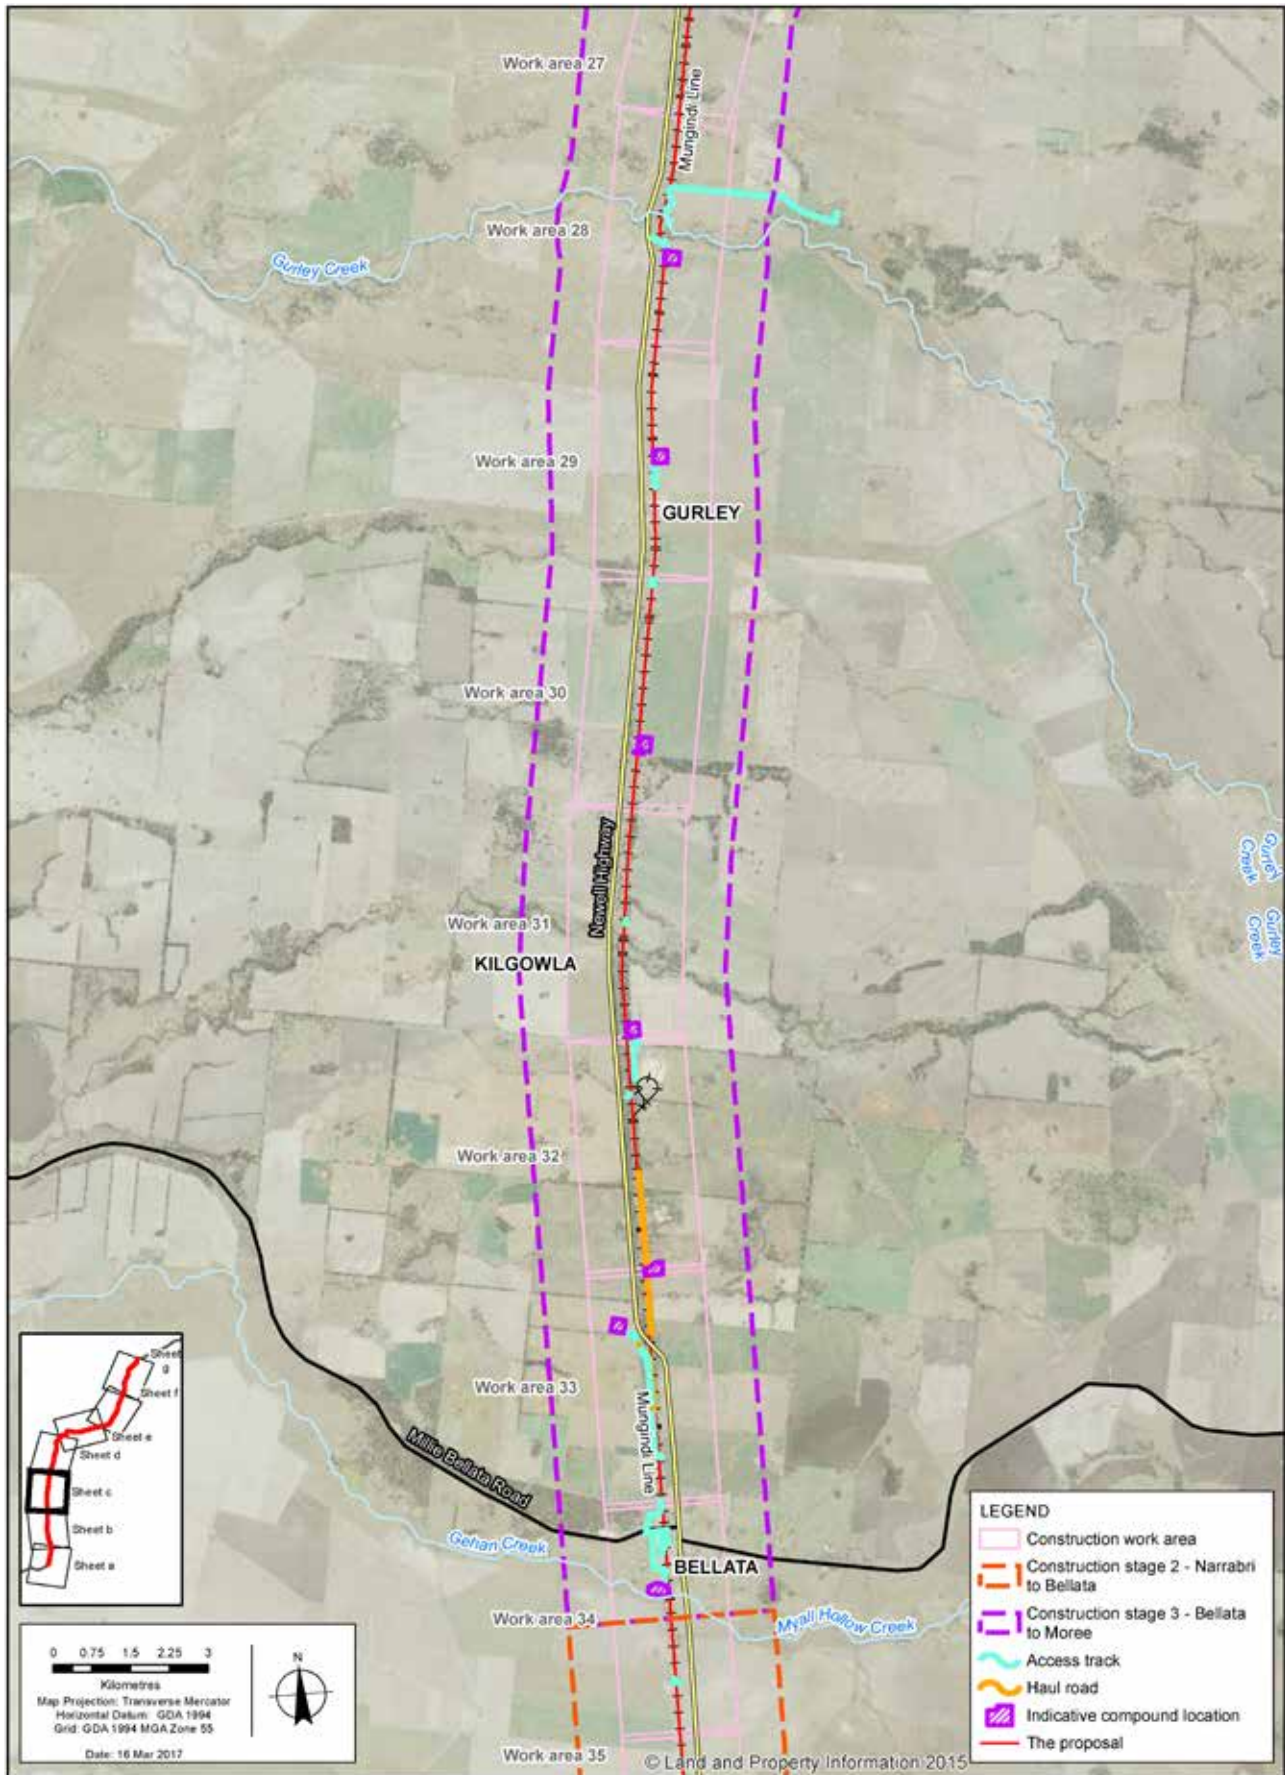 Work area 27
Mungindi Line
Work area 28
Gurley Creek
Work area 29
GURLEY
Work area 30
Newell Highway
Gurley
Creek
Gurley
Creek
Work area 31
KILGOWLA
Work area 32
Work area 33
Mungindi Line
Millie Bellata Road
Gehan Creek
BELLATA
Work area 34
Myall Hollow Creek
Work area 35
Sheet
g
Sheet f
Sheet e
Sheet d
Sheet c
Sheet b
Sheet a
0 0.75 1.5 2.25 3
Kilometres
Map Projection: Transverse Mercator
Horizontal Datum: GDA 1994
Grid: GDA 1994 MGA Zone 55
Date: 16 Mar 2017
N
LEGEND
Construction work area
Construction stage 2 - Narrabri
to Bellata
Construction stage 3 - Bellata
to Moree
Access track
Haul road
Indicative compound location
The proposal
© Land and Property Information 2015